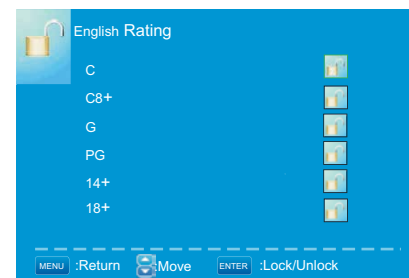 English Rating
C
C8+
G
PG
14+
18+
MENU :Return :Move ENTER :Lock/Unlock